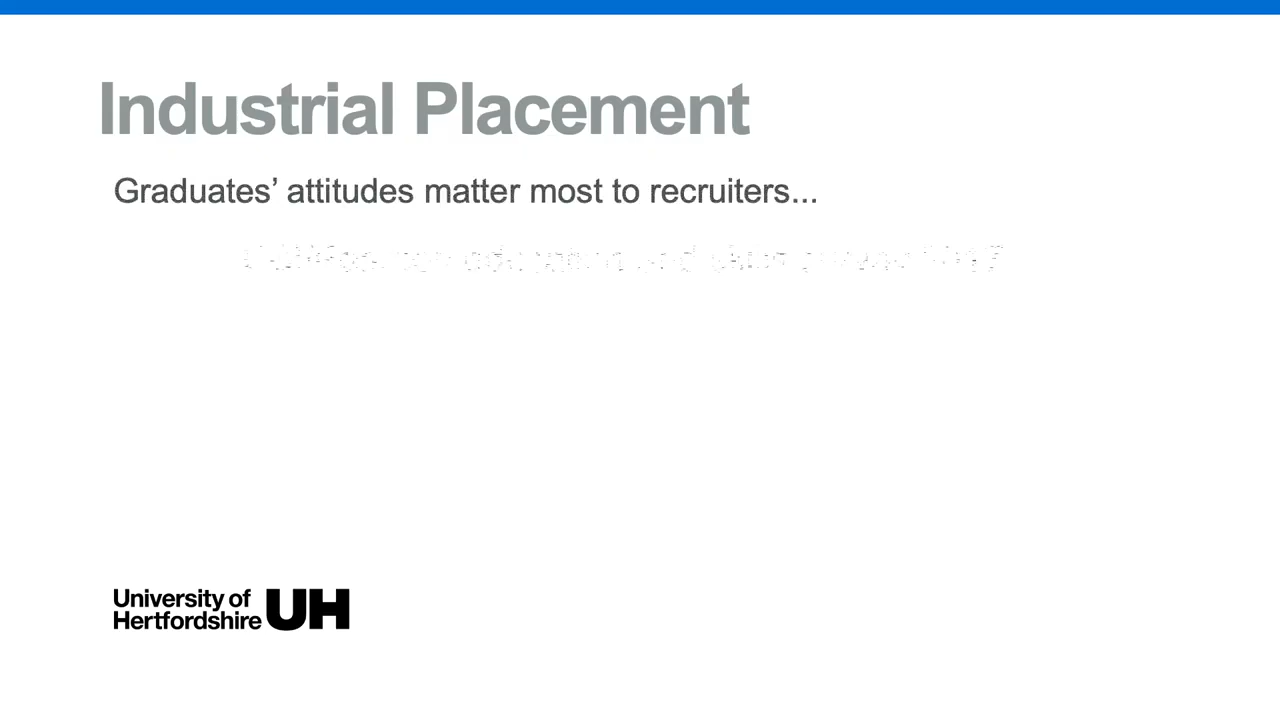 Industrial Placement
Graduates’ attitudes matter most to recruiters...
University of
Hertfordshire UH